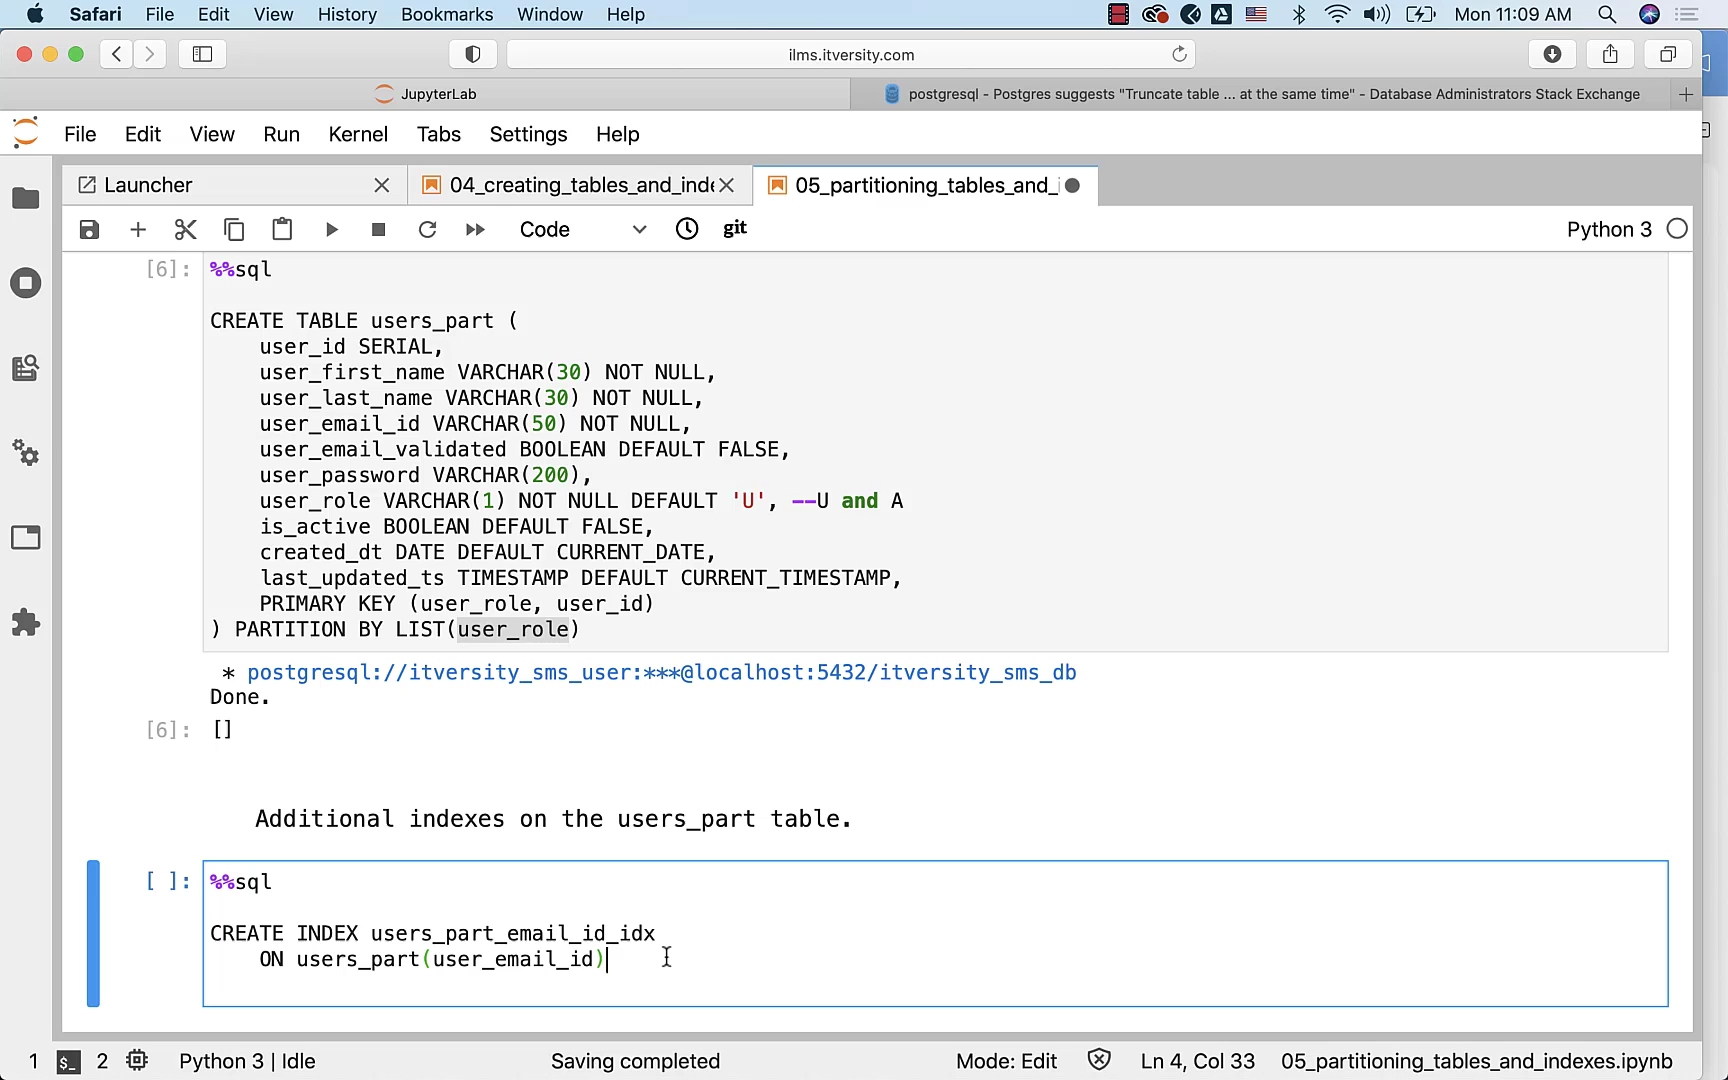 Safari File Edit View History Bookmarks Window Help Mon 11:09 AM
ilms.itversity.com
JupyterLab
postgresql - Postgres suggests "Truncate table ... at the same time" - Database Administrators Stack Exchange
File Edit View Run Kernel Tabs Settings Help
Launcher
04_creating_tables_and_inde
05_partitioning_tables_and_i
Code
git
Python 3
[6]: %%sql
CREATE TABLE users_part (
user_id SERIAL,
user_first_name VARCHAR(30) NOT NULL,
user_last_name VARCHAR(30) NOT NULL,
user_email_id VARCHAR(50) NOT NULL,
user_email_validated BOOLEAN DEFAULT FALSE,
user_password VARCHAR(200),
user_role VARCHAR(1) NOT NULL DEFAULT 'U', --U and A
is_active BOOLEAN DEFAULT FALSE,
created_dt DATE DEFAULT CURRENT_DATE,
last_updated_ts TIMESTAMP DEFAULT CURRENT_TIMESTAMP,
PRIMARY KEY (user_role, user_id)
) PARTITION BY LIST(user_role)
* postgresql://itversity_sms_user:***@localhost:5432/itversity_sms_db
Done.
[6]: []
Additional indexes on the users_part table.
[ ]: %%sql
CREATE INDEX users_part_email_id_idx
ON users_part(user_email_id)
1 $_ 2 Python 3 | Idle Saving completed Mode: Edit Ln 4, Col 33 05_partitioning_tables_and_indexes.ipynb